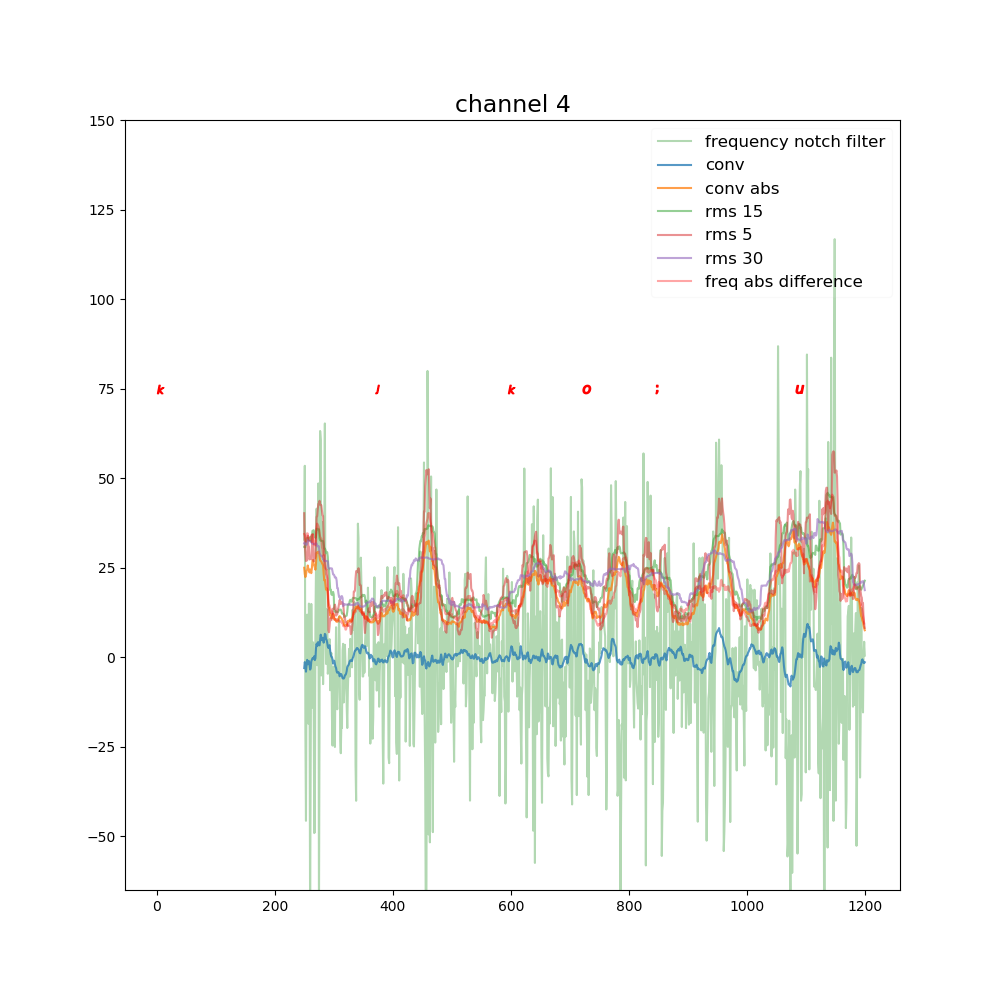 channel 4
150
125
100
75
50
25
0
−25
−50
frequency notch filter
conv
conv abs
rms 15
rms 5
rms 30
freq abs difference
k j k o ; u
0 200 400 600 800 1000 1200